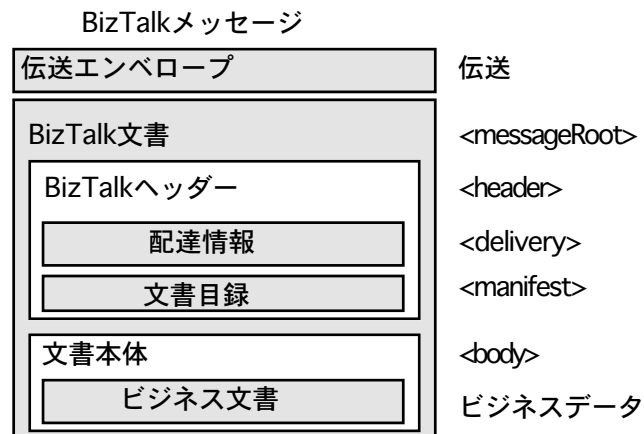 BizTalkメッセージ
伝送エンベロープ 伝送
BizTalk文書 <messageRoot>
BizTalkヘッダー <header>
配達情報 <delivery>
文書目録 <manifest>
文書本体 <body>
ビジネス文書 ビジネスデータ